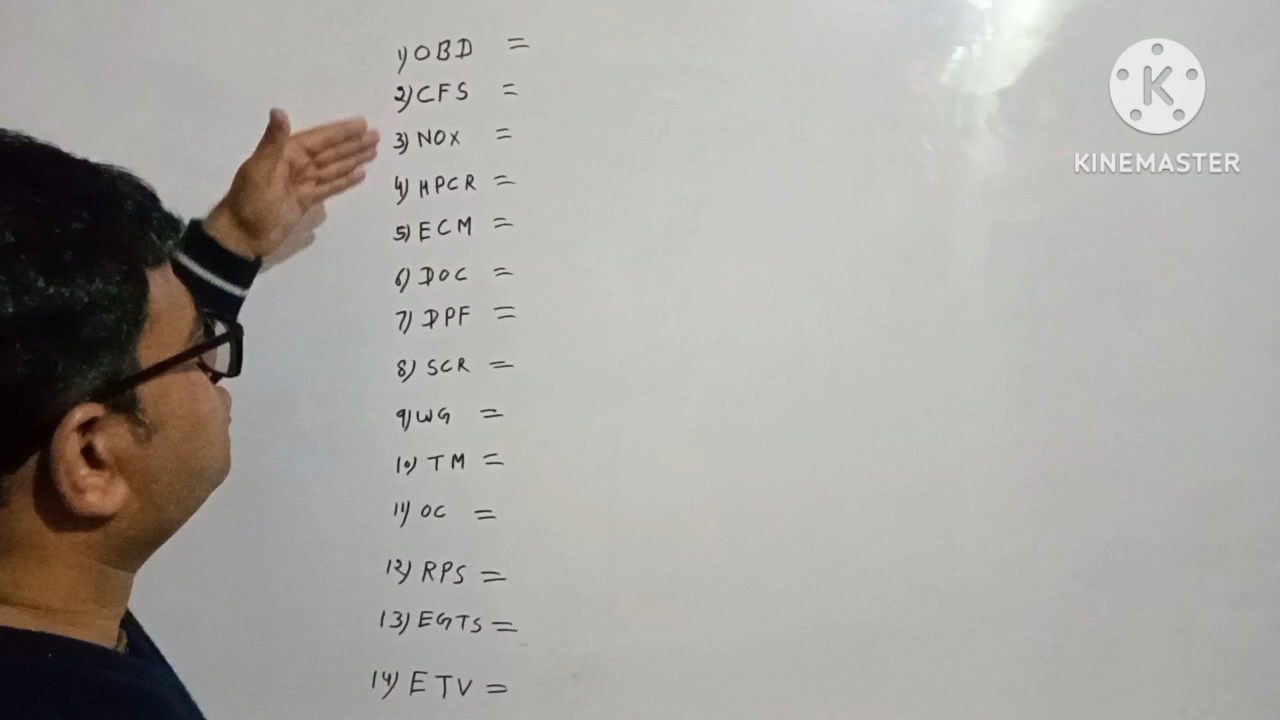 1) OBD =
2) CFS =
3) NOX =
4) HPCR =
5) ECM =
6) DOC =
7) DPF =
8) SCR =
9) WG =
10) TM =
11) OC =
12) RPS =
13) EGTS =
14) ETV =
K
KINEMASTER